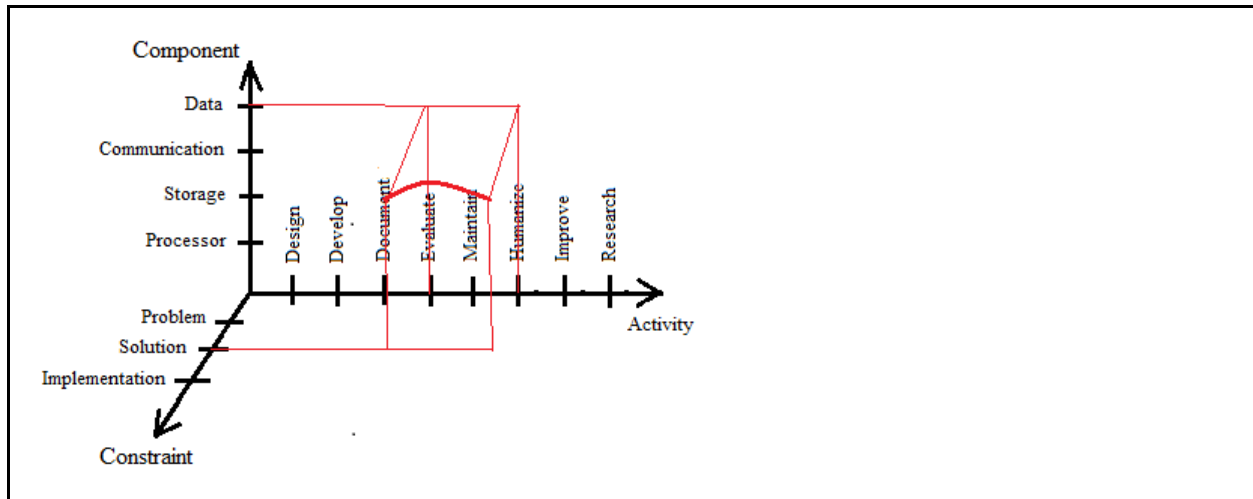 Component
Data
Communication
Storage
Processor
Design
Develop
Document
Evaluate
Maintain
Humanize
Improve
Research
Activity
Problem
Solution
Implementation
Constraint